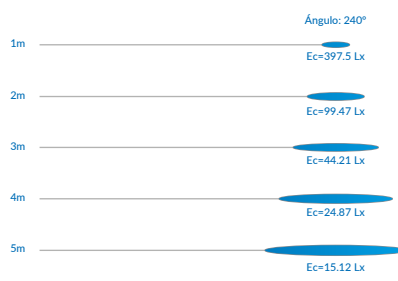 Ángulo: 240°
1m
Ec=397.5 Lx
2m
Ec=99.47 Lx
3m
Ec=44.21 Lx
4m
Ec=24.87 Lx
5m
Ec=15.12 Lx